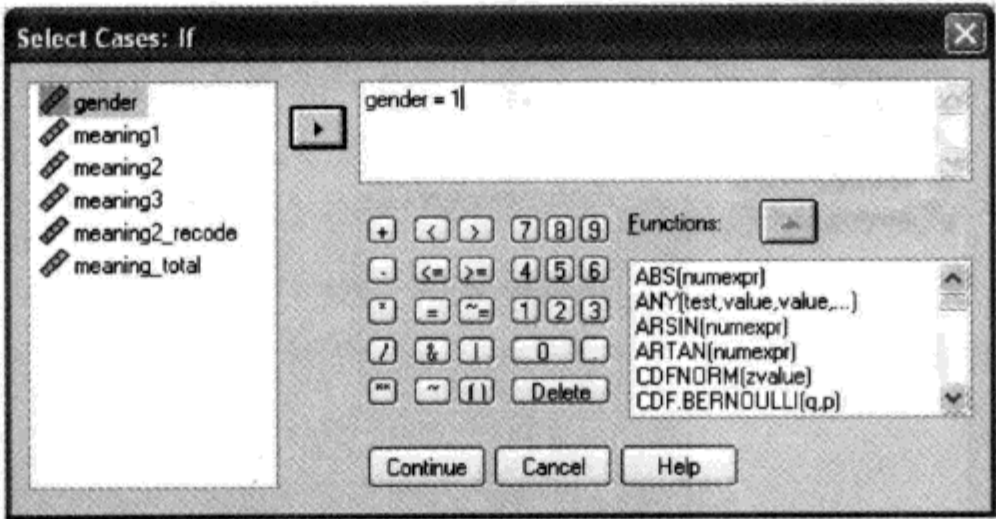 Select Cases: If
gender
meaning1
meaning2
meaning3
meaning2_recode
meaning_total
gender = 1
+ < > 7 8 9
- <= >= 4 5 6
* = ~= 1 2 3
/ & | 0 .
** ~ ( ) Delete
Functions:
ABS(numexpr)
ANY(test,value,value,...)
ARSIN(numexpr)
ARTAN(numexpr)
CDFNORM(zvalue)
CDF.BERNOULLI(q,p)
Continue Cancel Help